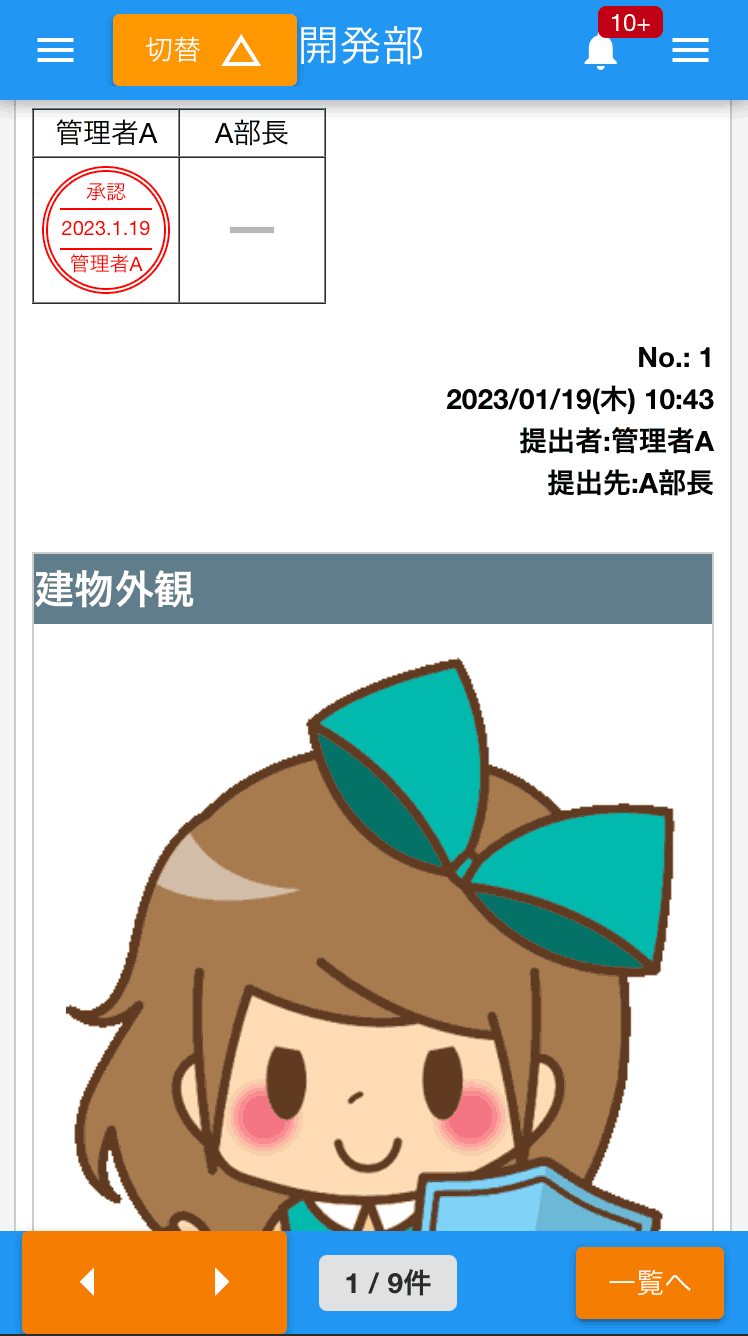 切替 開発部 10+
管理者A A部長
承認
2023.1.19
管理者A
No.: 1
2023/01/19(木) 10:43
提出者:管理者A
提出先:A部長
建物外観
1 / 9件 一覧へ